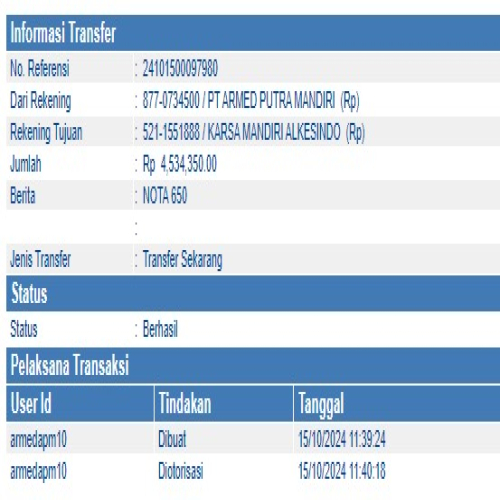 Informasi Transfer
No. Referensi : 24101500097980
Dari Rekening : 877-0734500 / PT ARMED PUTRA MANDIRI (Rp)
Rekening Tujuan : 521-1551888 / KARSA MANDIRI ALKESINDO (Rp)
Jumlah : Rp 4,534,350.00
Berita : NOTA 650
:
Jenis Transfer : Transfer Sekarang
Status
Status : Berhasil
Pelaksana Transaksi
User Id Tindakan Tanggal
armedapm10 Dibuat 15/10/2024 11:39:24
armedapm10 Diotorisasi 15/10/2024 11:40:18